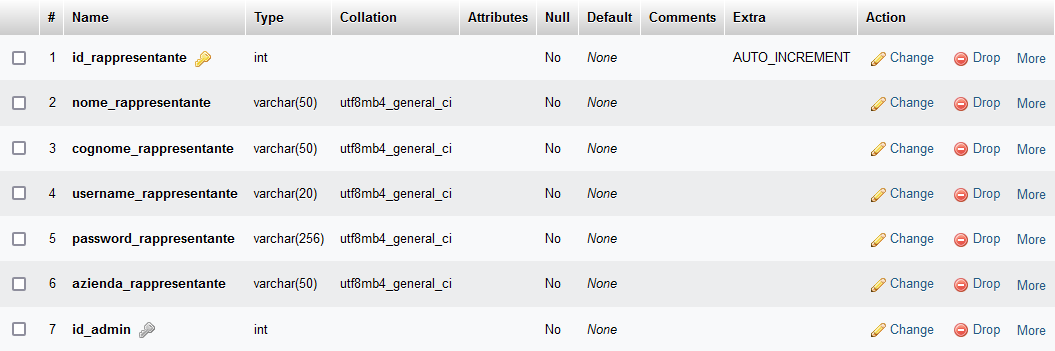 # Name Type Collation Attributes Null Default Comments Extra Action
1 id_rappresentante int No None AUTO_INCREMENT Change Drop More
2 nome_rappresentante varchar(50) utf8mb4_general_ci No None Change Drop More
3 cognome_rappresentante varchar(50) utf8mb4_general_ci No None Change Drop More
4 username_rappresentante varchar(20) utf8mb4_general_ci No None Change Drop More
5 password_rappresentante varchar(256) utf8mb4_general_ci No None Change Drop More
6 azienda_rappresentante varchar(50) utf8mb4_general_ci No None Change Drop More
7 id_admin int No None Change Drop More